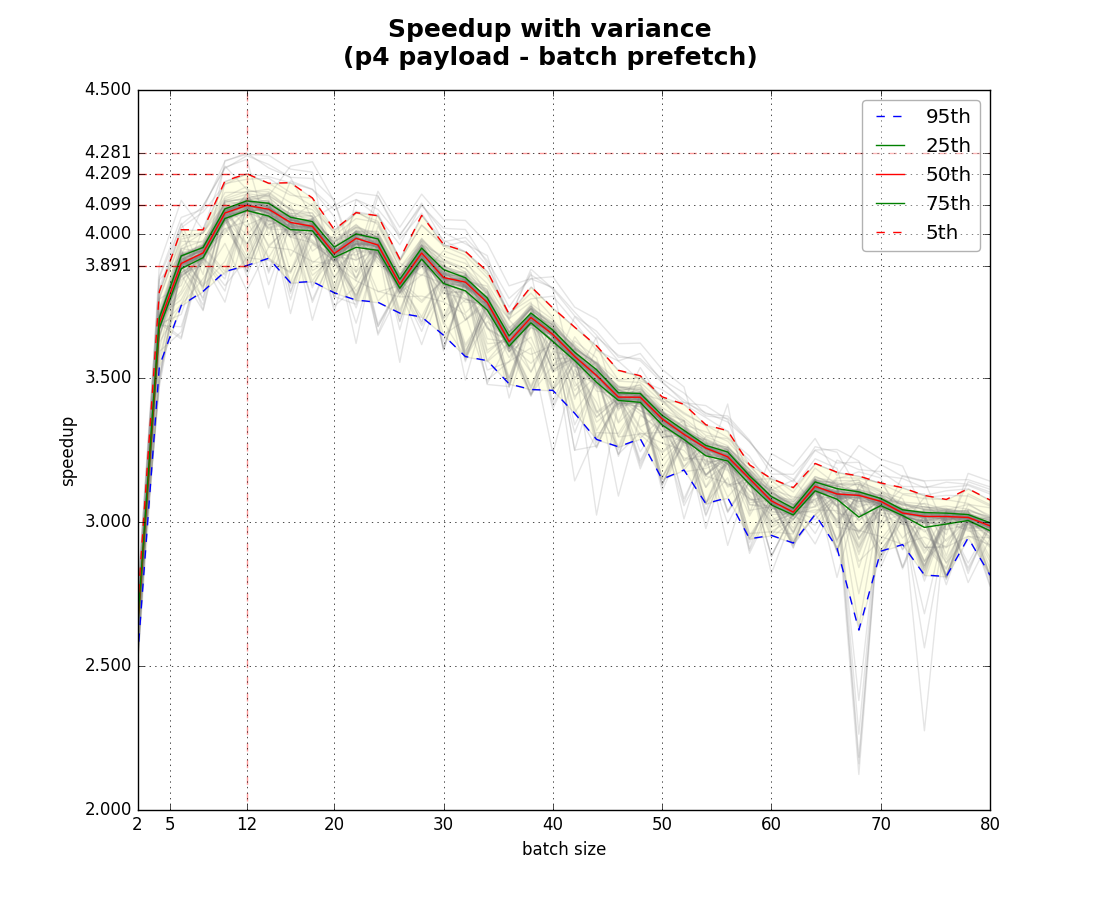 Speedup with variance
(p4 payload - batch prefetch)
4.500
4.281
4.209
4.099
4.000
3.891
3.500
3.000
2.500
2.000
speedup
95th
25th
50th
75th
5th
2 5 12 20 30 40 50 60 70 80
batch size